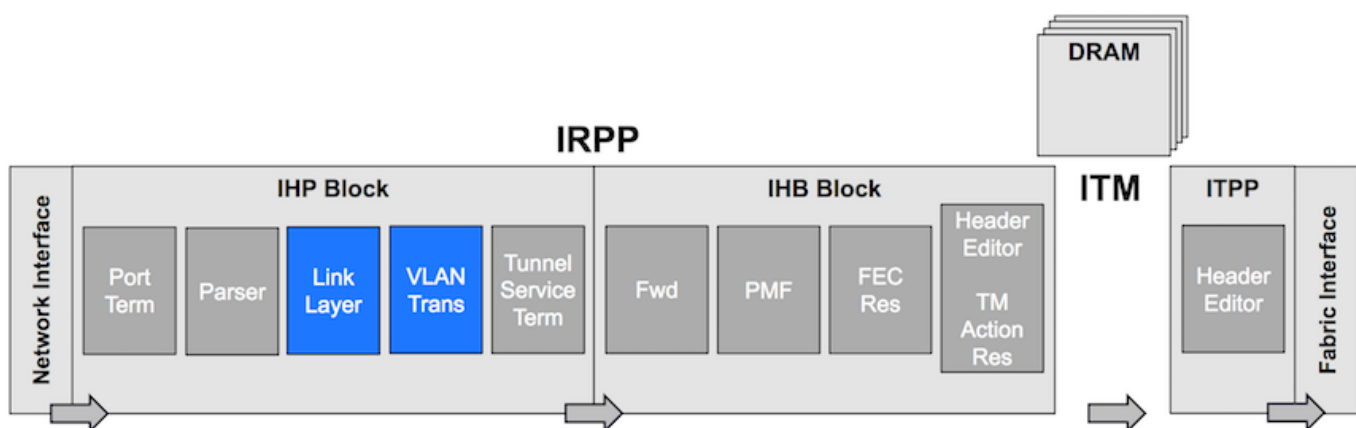 DRAM
IRPP
Network Interface
IHP Block
Port
Term
Parser
Link
Layer
VLAN
Trans
Tunnel
Service
Term
IHB Block
Fwd
PMF
FEC
Res
Header
Editor
TM
Action
Res
ITM
ITPP
Header
Editor
Fabric Interface